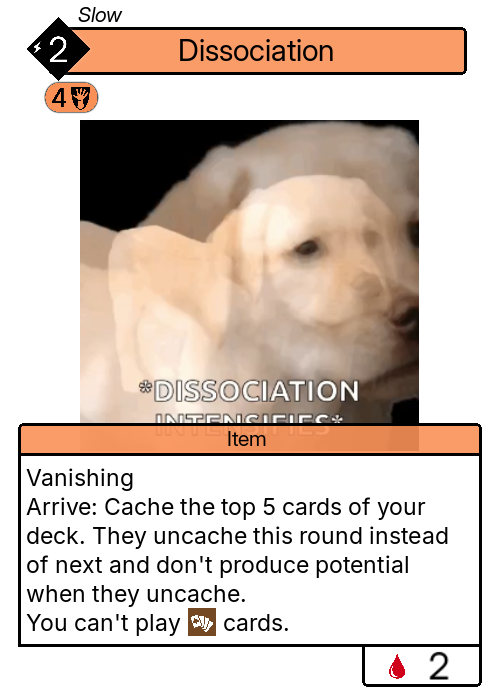 Slow
2
Dissociation
4
*DISSOCIATION
INTENSIFIES*
Item
Vanishing
Arrive: Cache the top 5 cards of your
deck. They uncache this round instead
of next and don't produce potential
when they uncache.
You can't play cards.
2